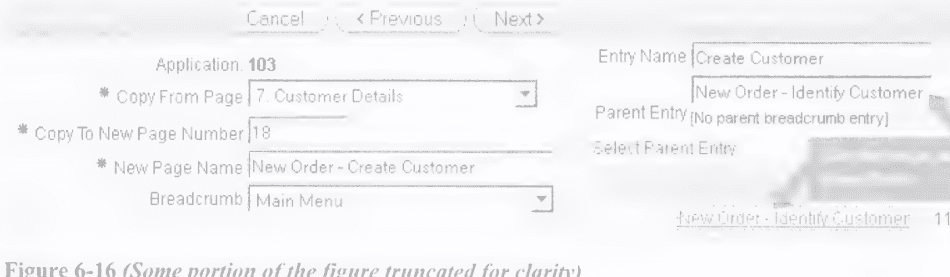 Cancel < Previous Next >
Application. 103
* Copy From Page 7. Customer Details
* Copy To New Page Number 18
* New Page Name New Order - Create Customer
Breadcrumb Main Menu
Entry Name Create Customer
New Order - Identify Customer
Parent Entry [No parent breadcrumb entry]
Select Parent Entry
New Order - Identify Customer 11
Figure 6-16 (Some portion of the figure truncated for clarity)